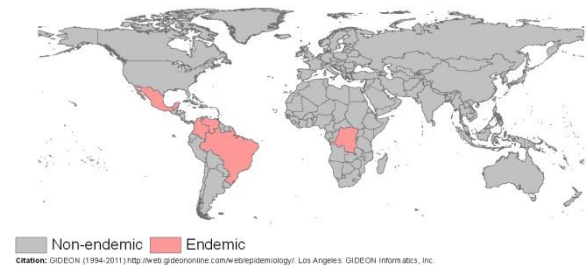 Non-endemic Endemic
Citation: GIDEON (1994-2011) http://web.gideononline.com/web/epidemiology/. Los Angeles: GIDEON Informatics, Inc.